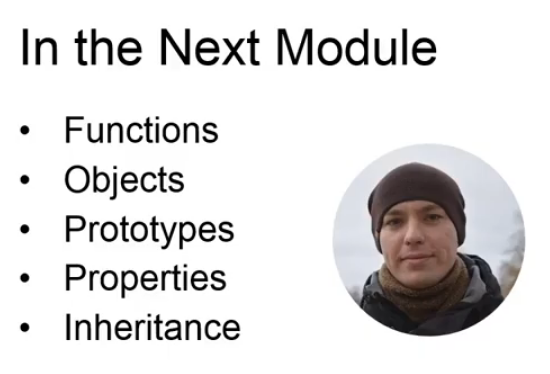 In the Next Module
• Functions
• Objects
• Prototypes
• Properties
• Inheritance